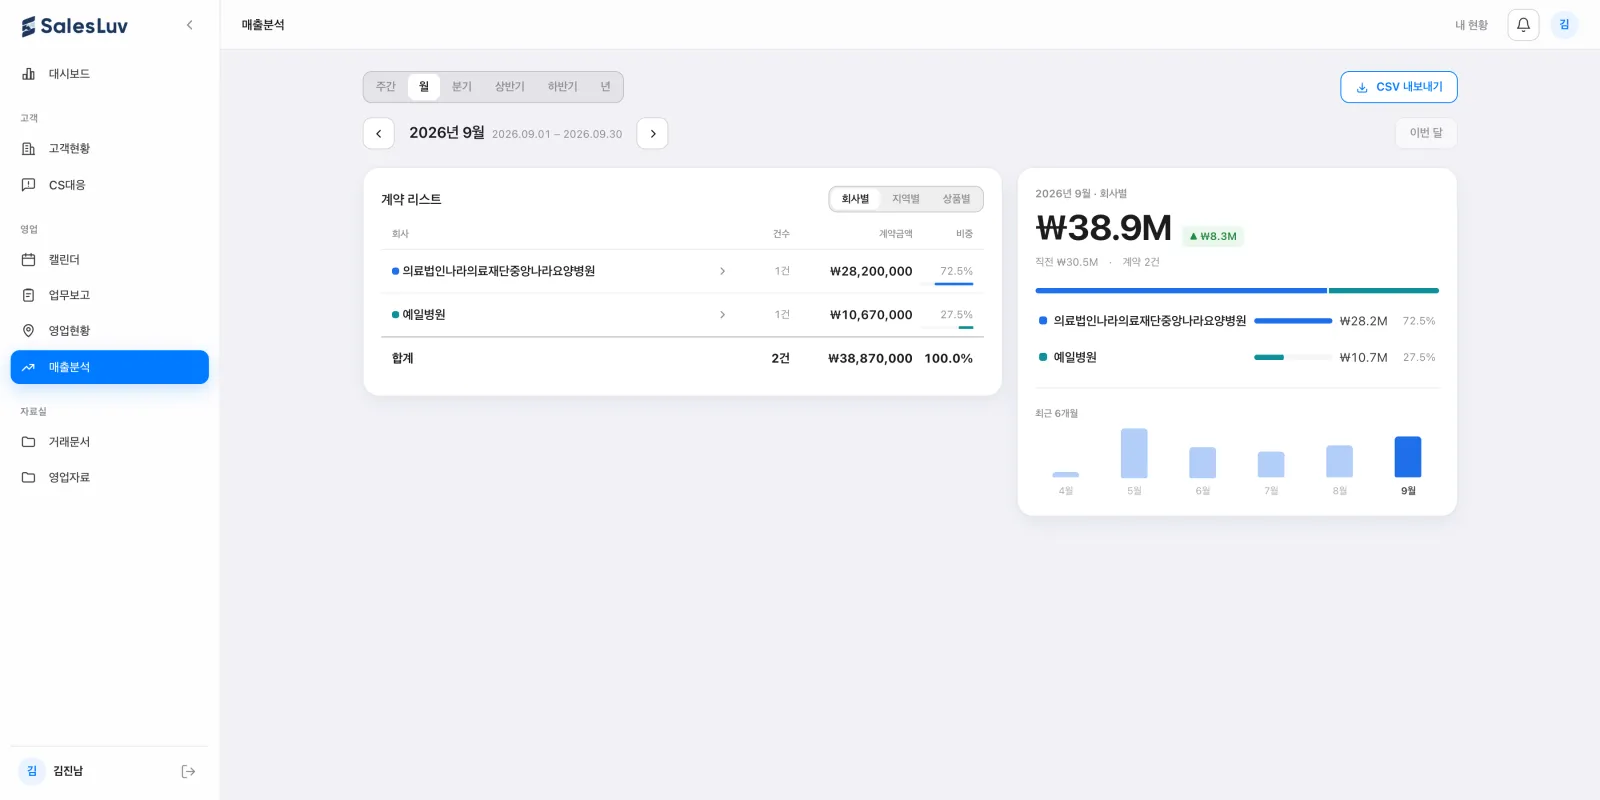 SalesLuv
대시보드
고객
고객현황
CS대응
영업
캘린더
업무보고
영업현황
매출분석
자료실
거래문서
영업자료
김 김진남
매출분석
내 현황
김
주간 월 분기 상반기 하반기 년
CSV 내보내기
2026년 9월 2026.09.01 – 2026.09.30
이번 달
계약 리스트
회사별 지역별 상품별
회사 건수 계약금액 비중
의료법인나라의료재단중앙나라요양병원 1건 ₩28,200,000 72.5%
예일병원 1건 ₩10,670,000 27.5%
합계 2건 ₩38,870,000 100.0%
2026년 9월 · 회사별
₩38.9M ▲ ₩8.3M
직전 ₩30.5M · 계약 2건
의료법인나라의료재단중앙나라요양병원 ₩28.2M 72.5%
예일병원 ₩10.7M 27.5%
최근 6개월
4월 5월 6월 7월 8월 9월